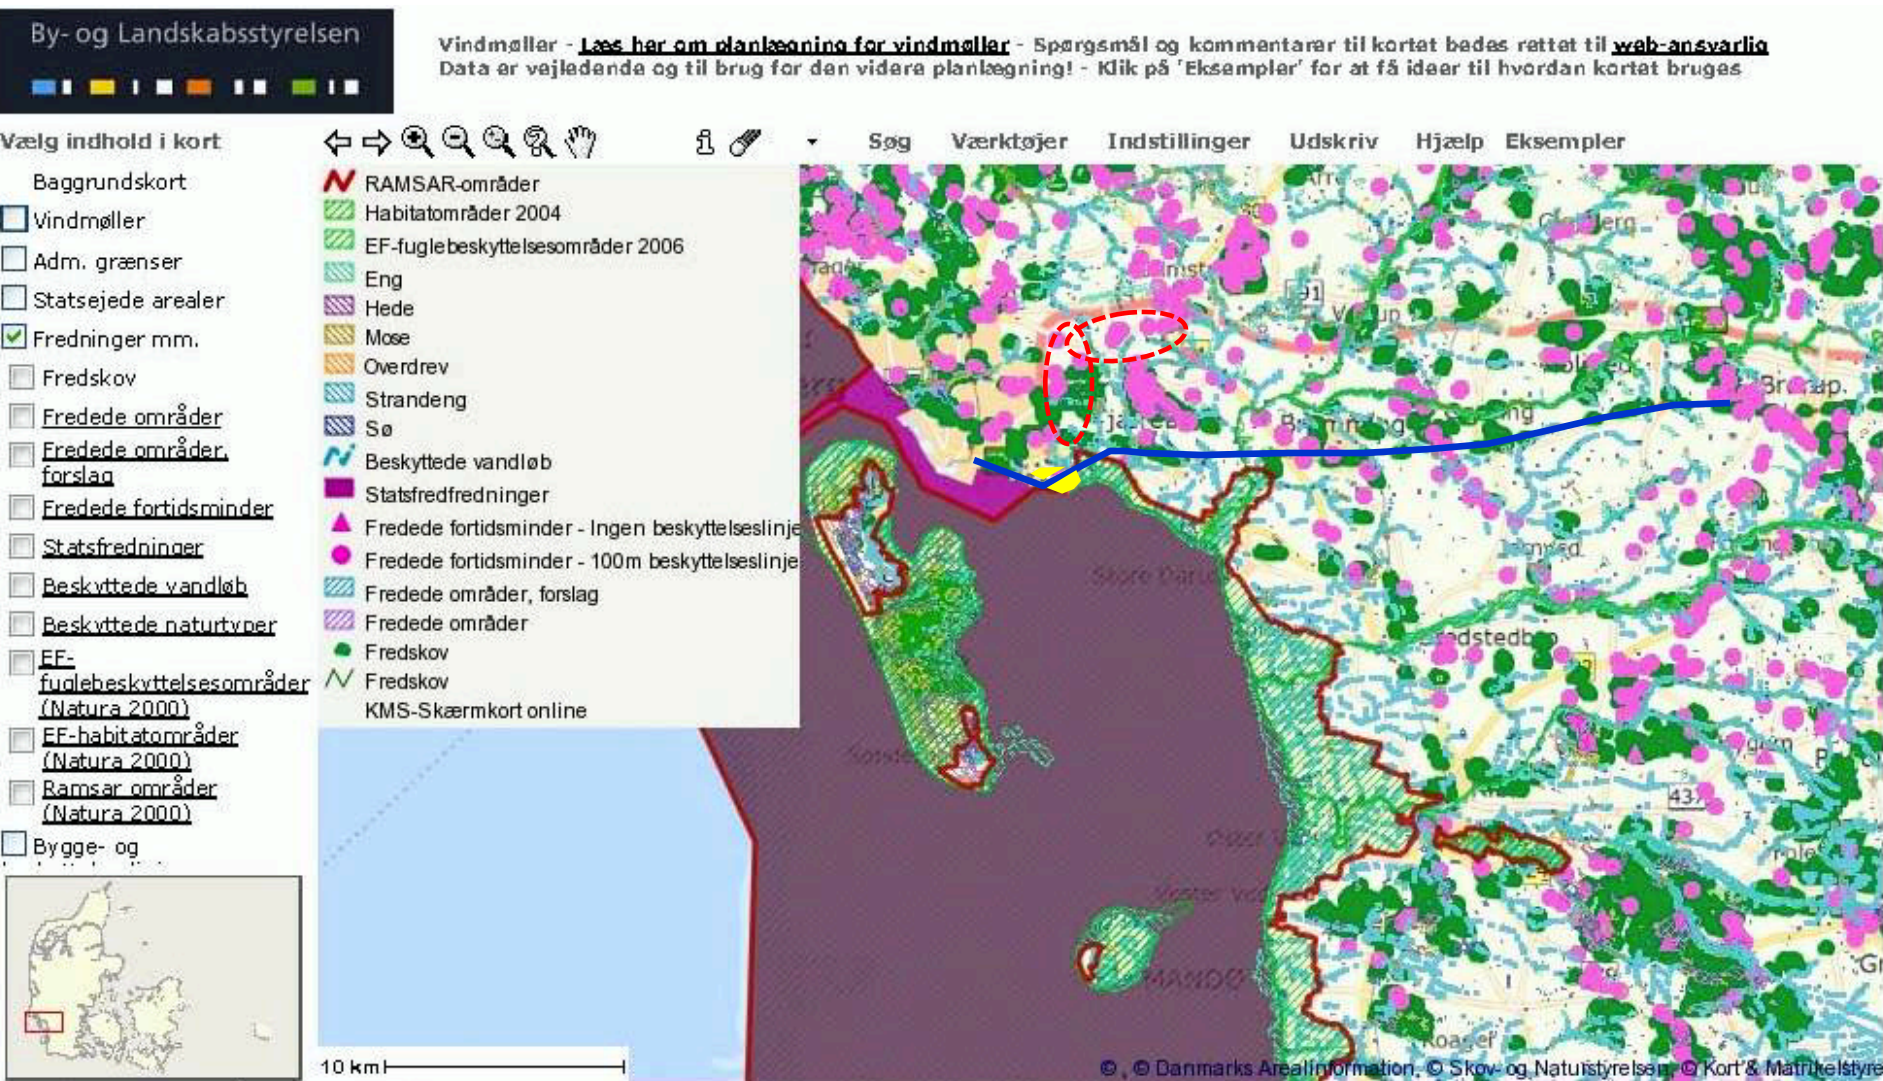 By- og Landskabsstyrelsen
Vindmøller - Læs her om planlægning for vindmøller - Spørgsmål og kommentarer til kortet bedes rettet til web-ansvarlig
Data er vejledende og til brug for den videre planlægning! - Klik på 'Eksempler' for at få ideer til hvordan kortet bruges
Vælg indhold i kort
Søg Værktøjer Indstillinger Udskriv Hjælp Eksempler
Baggrundskort
Vindmøller
Adm. grænser
Statsejede arealer
Fredninger mm.
Fredskov
Fredede områder
Fredede områder,
forslag
Fredede fortidsminder
Statsfredninger
Beskyttede vandløb
Beskyttede naturtyper
EF-
fuglebeskyttelsesområder
(Natura 2000)
EF-habitatområder
(Natura 2000)
Ramsar områder
(Natura 2000)
Bygge- og
RAMSAR-områder
Habitatområder 2004
EF-fuglebeskyttelsesområder 2006
Eng
Hede
Mose
Overdrev
Strandeng
Sø
Beskyttede vandløb
Statsfredfredninger
Fredede fortidsminder - Ingen beskyttelseslinje
Fredede fortidsminder - 100m beskyttelseslinje
Fredede områder, forslag
Fredede områder
Fredskov
Fredskov
KMS-Skærmkort online
91
Store Darum
437
MANDØ
10 km
© , © Danmarks Arealinformation, © Skov- og Naturstyrelsen, © Kort & Matrikelstyre